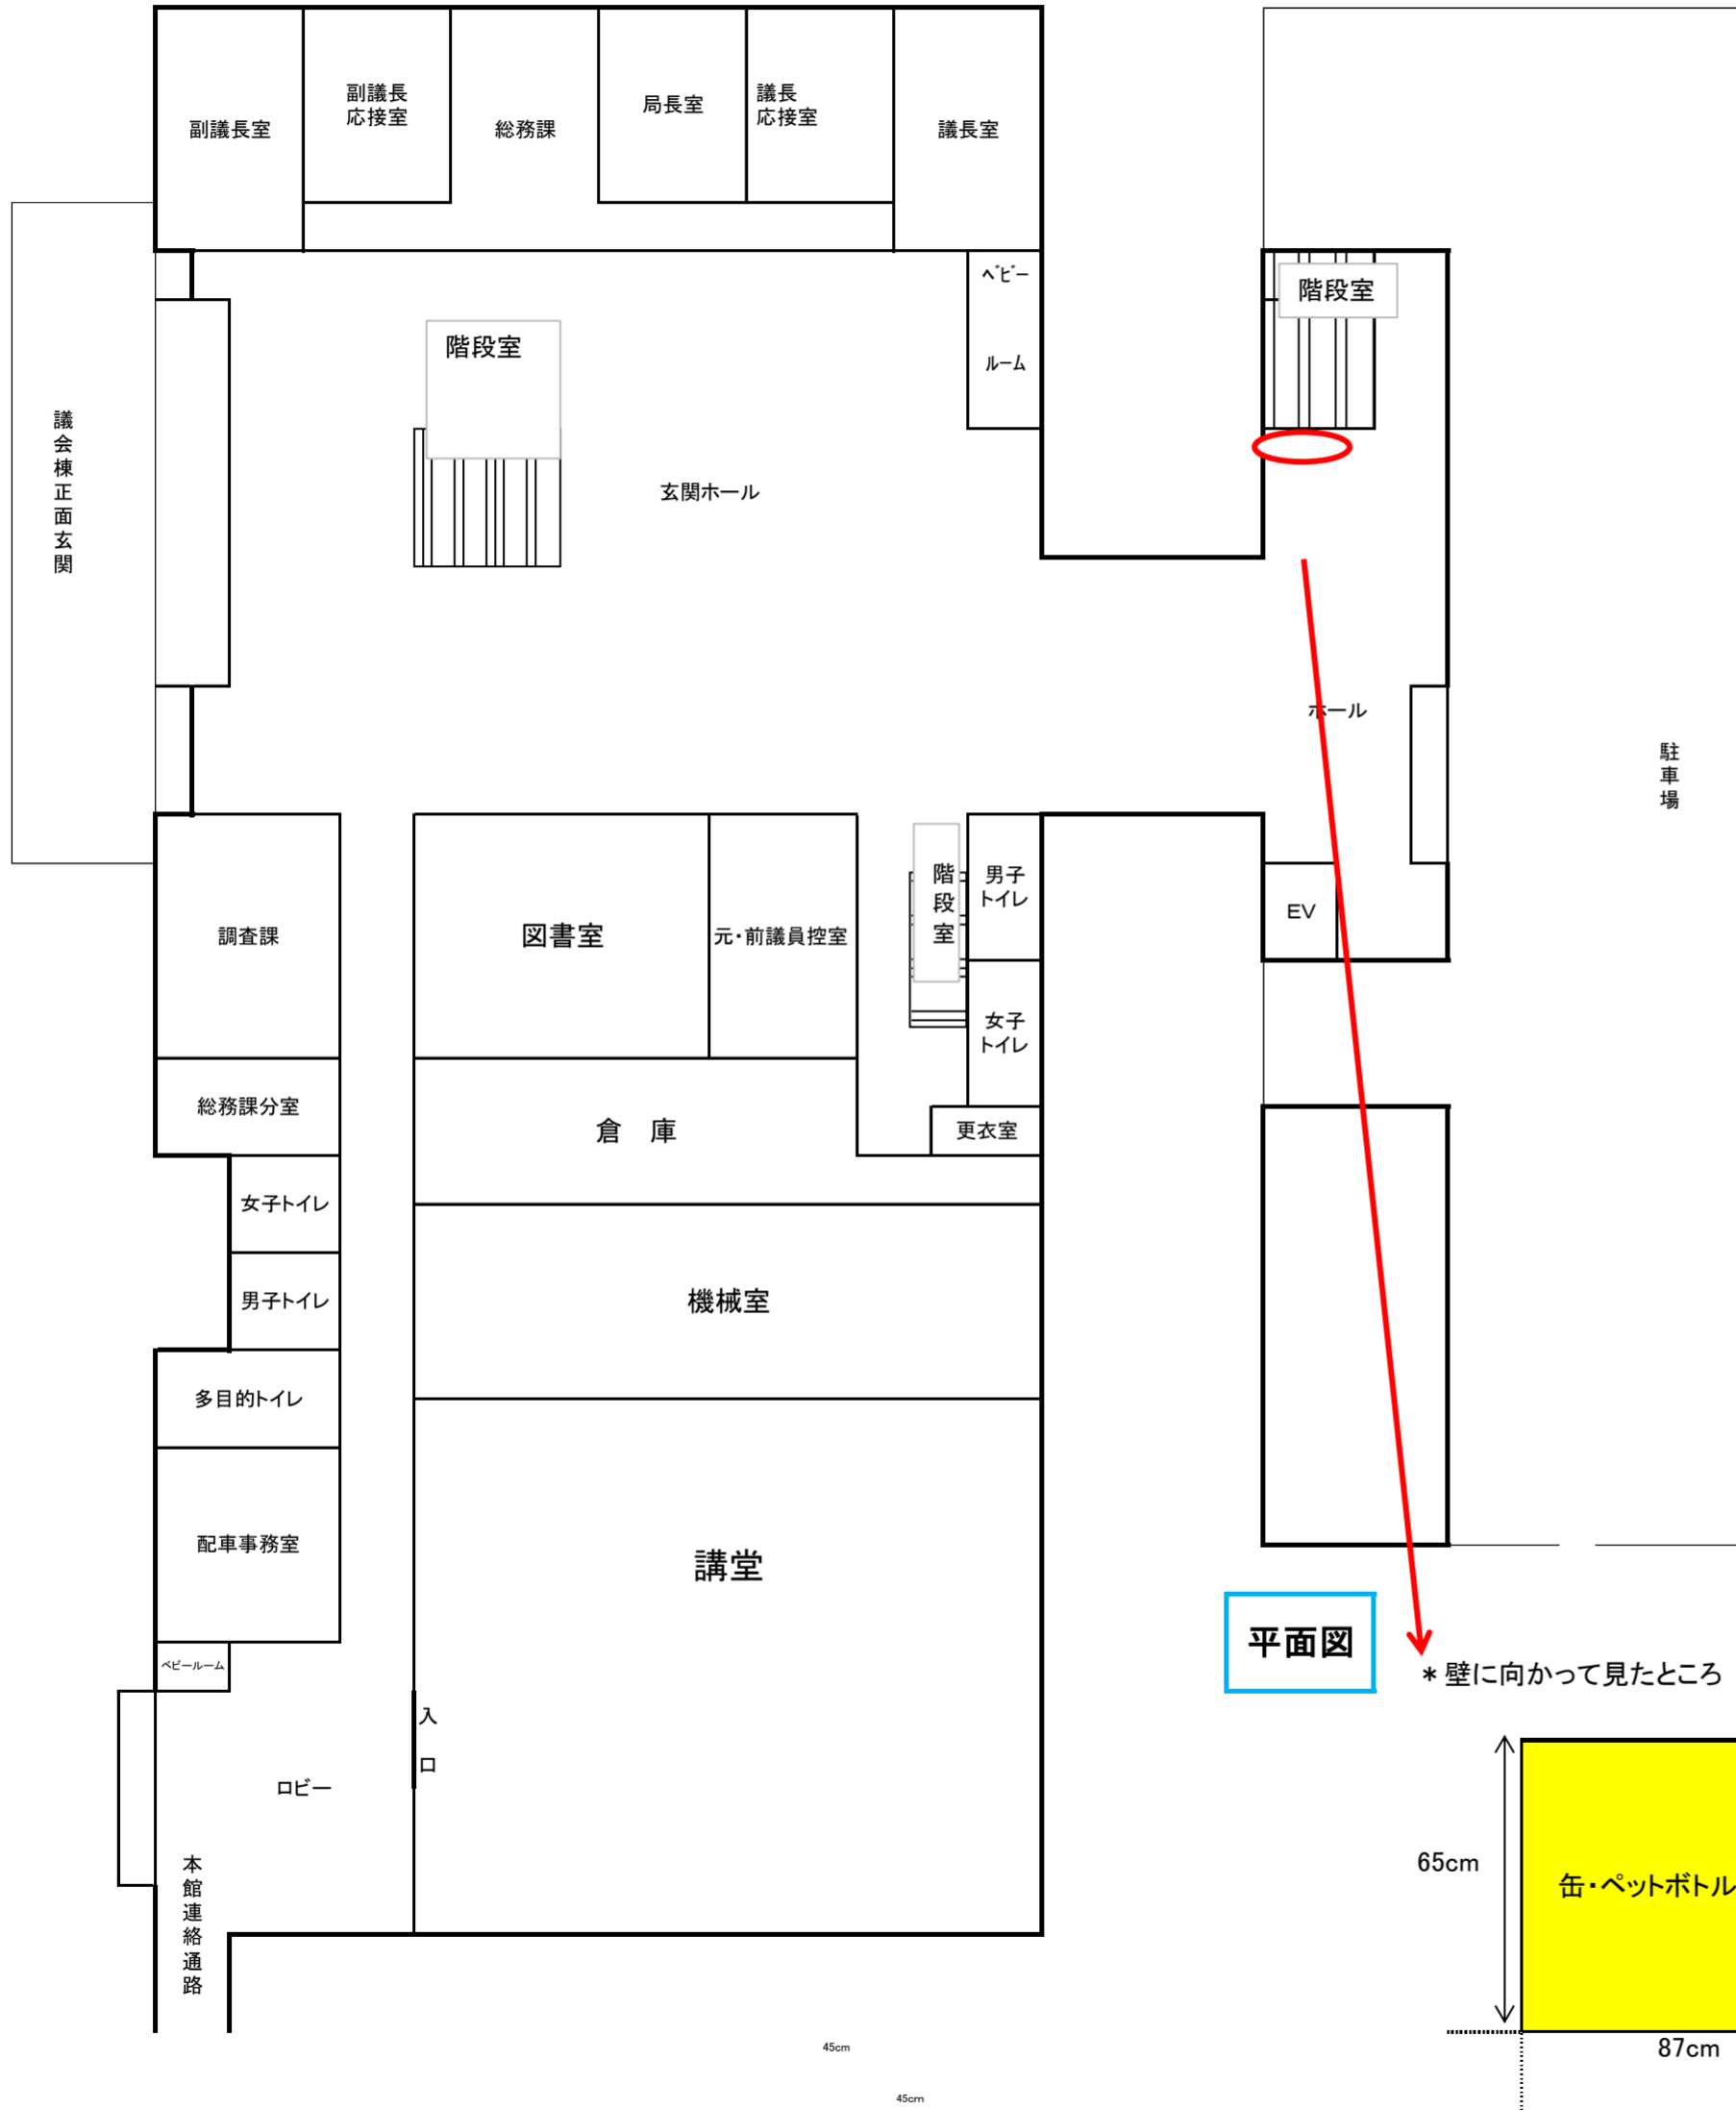 副議長室
副議長
応接室
総務課
局長室
議長
応接室
議長室
ベビー
ルーム
階段室
階段室
議会棟正面玄関
玄関ホール
ホール
駐車場
調査課
図書室
元・前議員控室
階段室
男子
トイレ
EV
女子
トイレ
総務課分室
倉　庫
更衣室
女子トイレ
機械室
男子トイレ
多目的トイレ
配車事務室
講堂
平面図
ベビールーム
＊壁に向かって見たところ
入口
ロビー
本館連絡通路
65cm
缶・ペットボトル
45cm
87cm
45cm